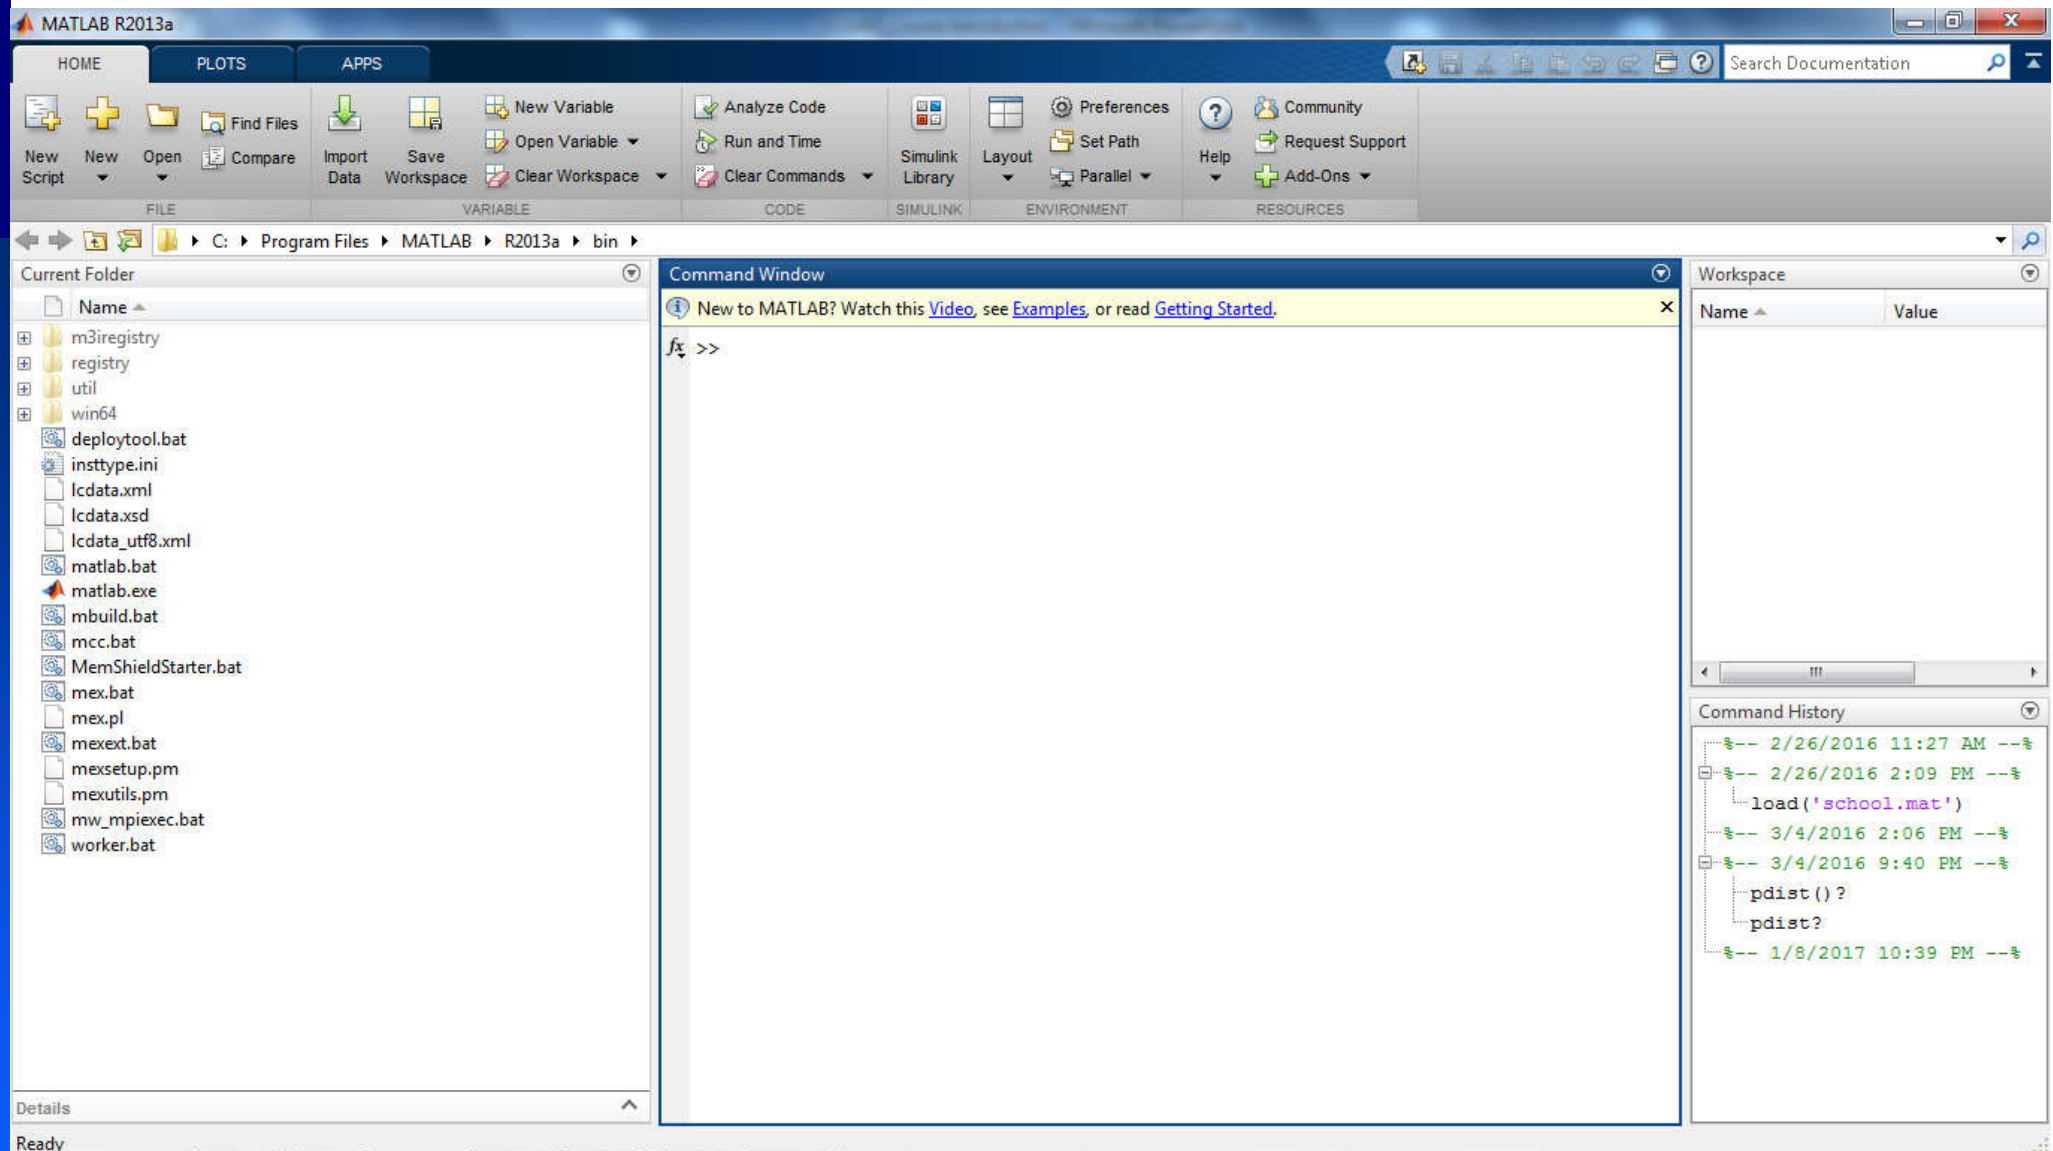 MATLAB R2013a
HOME PLOTS APPS
Search Documentation
New Script
New
Open
Find Files
Compare
FILE
Import Data
Save Workspace
New Variable
Open Variable
Clear Workspace
VARIABLE
Analyze Code
Run and Time
Clear Commands
CODE
Simulink Library
SIMULINK
Layout
Preferences
Set Path
Parallel
ENVIRONMENT
Help
Community
Request Support
Add-Ons
RESOURCES
C: Program Files MATLAB R2013a bin
Current Folder
Name
m3iregistry
registry
util
win64
deploytool.bat
insttype.ini
lcdata.xml
lcdata.xsd
lcdata_utf8.xml
matlab.bat
matlab.exe
mbuild.bat
mcc.bat
MemShieldStarter.bat
mex.bat
mex.pl
mexext.bat
mexsetup.pm
mexutils.pm
mw_mpiexec.bat
worker.bat
Details
Ready
Command Window
New to MATLAB? Watch this Video, see Examples, or read Getting Started.
fx >>
Workspace
Name Value
Command History
%-- 2/26/2016 11:27 AM --%
%-- 2/26/2016 2:09 PM --%
load('school.mat')
%-- 3/4/2016 2:06 PM --%
%-- 3/4/2016 9:40 PM --%
pdist()?
pdist?
%-- 1/8/2017 10:39 PM --%